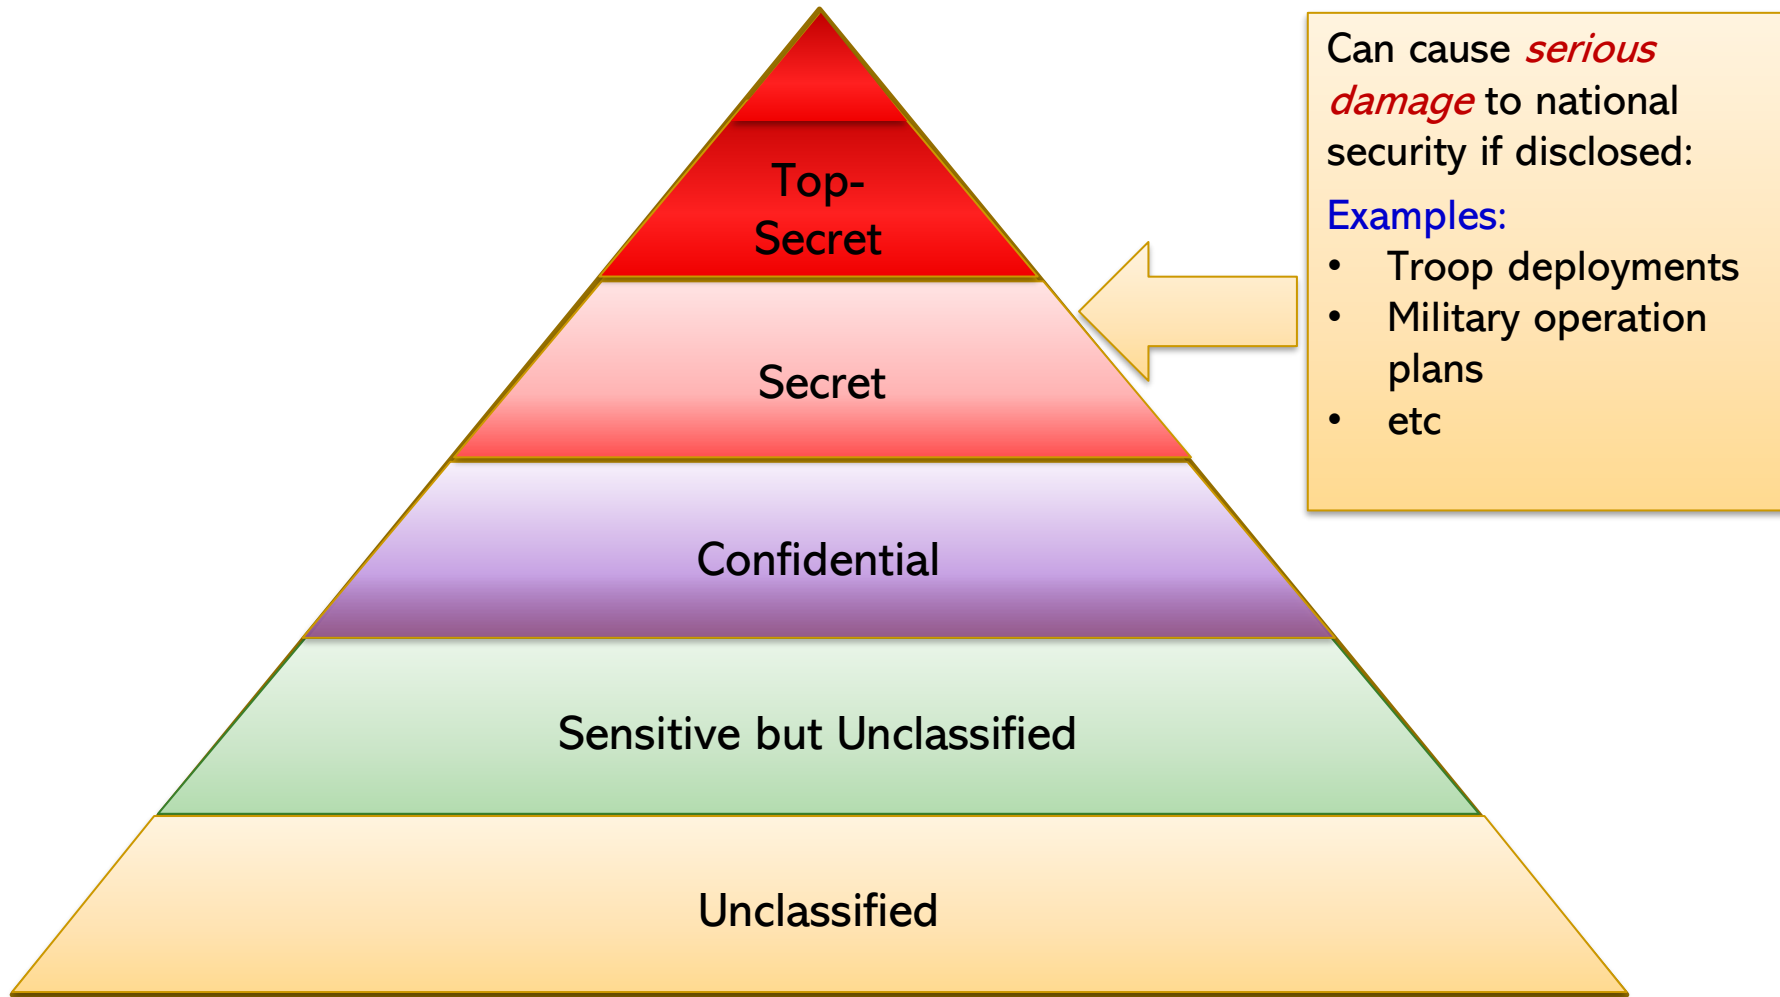 Top-
Secret
Secret
Confidential
Sensitive but Unclassified
Unclassified
Can cause serious
damage to national
security if disclosed:
Examples:
• Troop deployments
• Military operation
plans
• etc